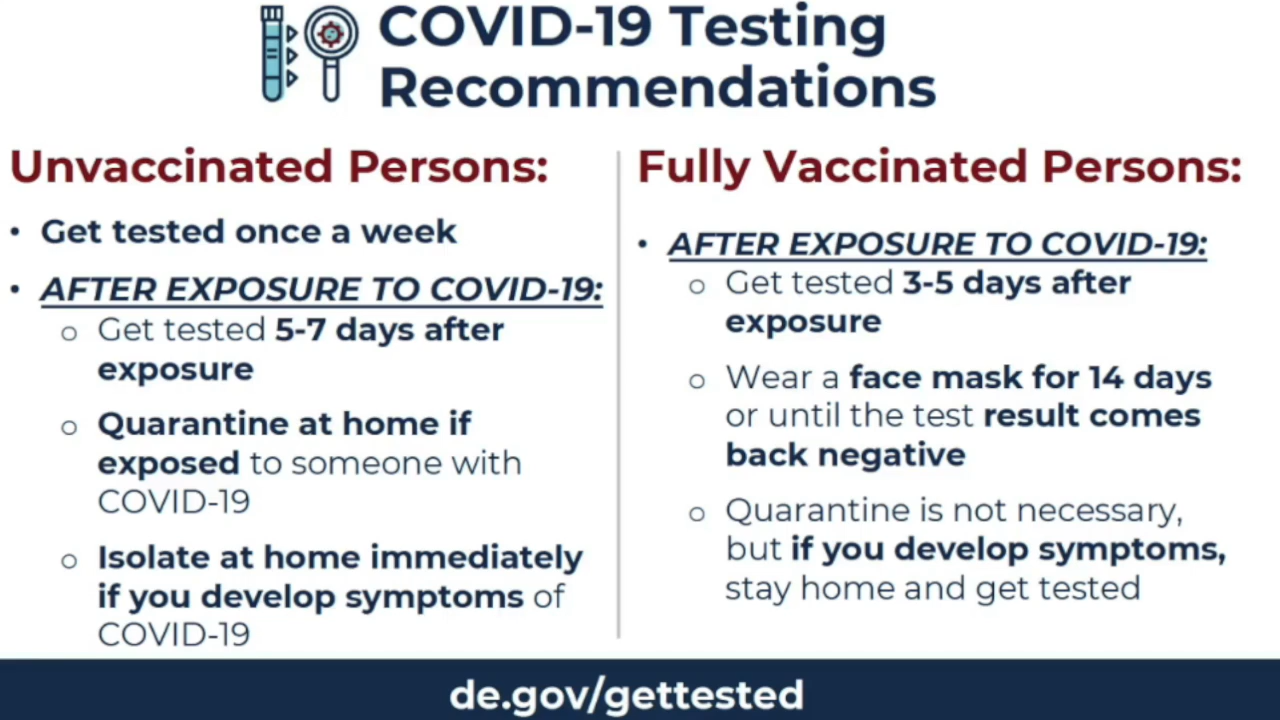 COVID-19 Testing
Recommendations
Unvaccinated Persons:
• Get tested once a week
• AFTER EXPOSURE TO COVID-19:
o Get tested 5-7 days after
exposure
o Quarantine at home if
exposed to someone with
COVID-19
o Isolate at home immediately
if you develop symptoms of
COVID-19
Fully Vaccinated Persons:
• AFTER EXPOSURE TO COVID-19:
o Get tested 3-5 days after
exposure
o Wear a face mask for 14 days
or until the test result comes
back negative
o Quarantine is not necessary,
but if you develop symptoms,
stay home and get tested
de.gov/gettested